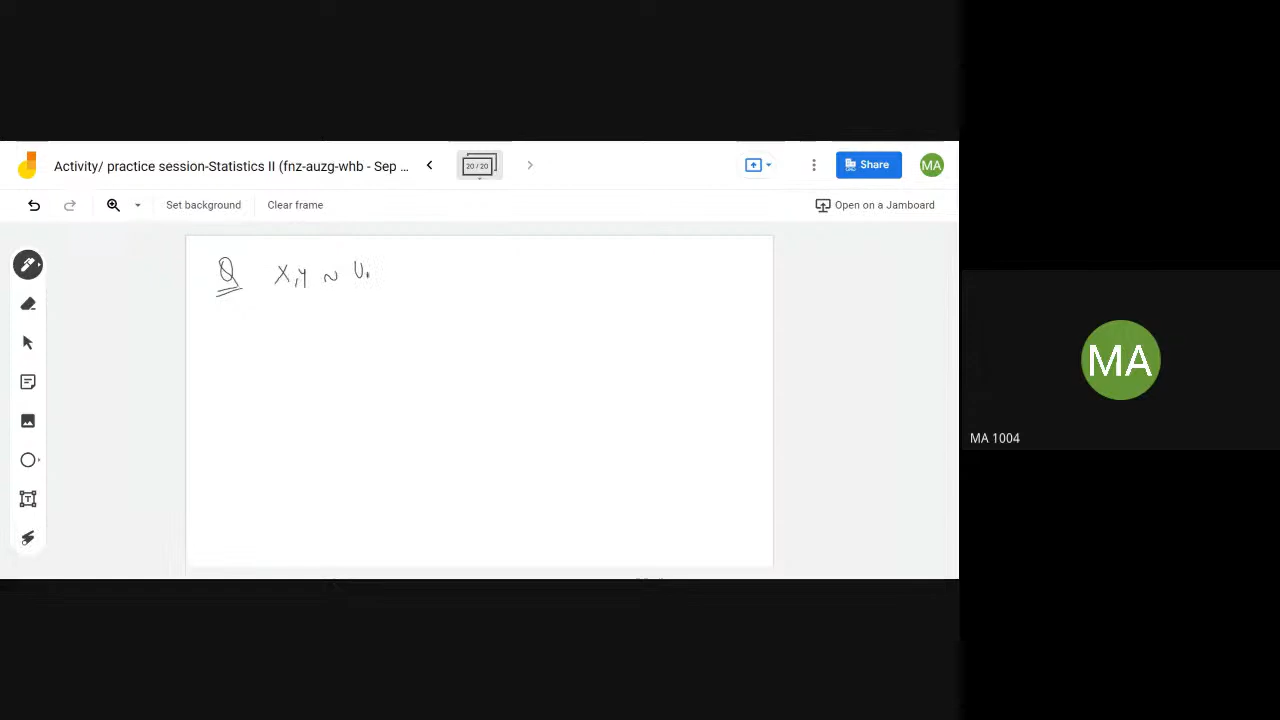 Activity/ practice session-Statistics II (fnz-auzg-whb - Sep ...
20 / 20
Share
MA
Set background
Clear frame
Open on a Jamboard
Q X,Y ~ U.
MA
MA 1004